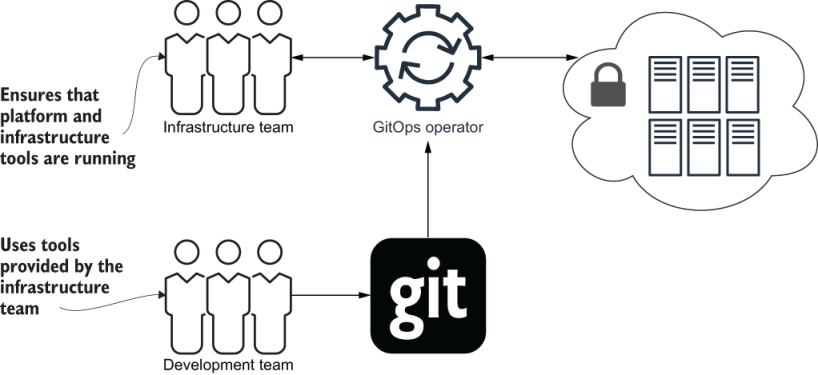 Ensures that
platform and
infrastructure
tools are running
Infrastructure team
GitOps operator
Uses tools
provided by the
infrastructure
team
git
Development team